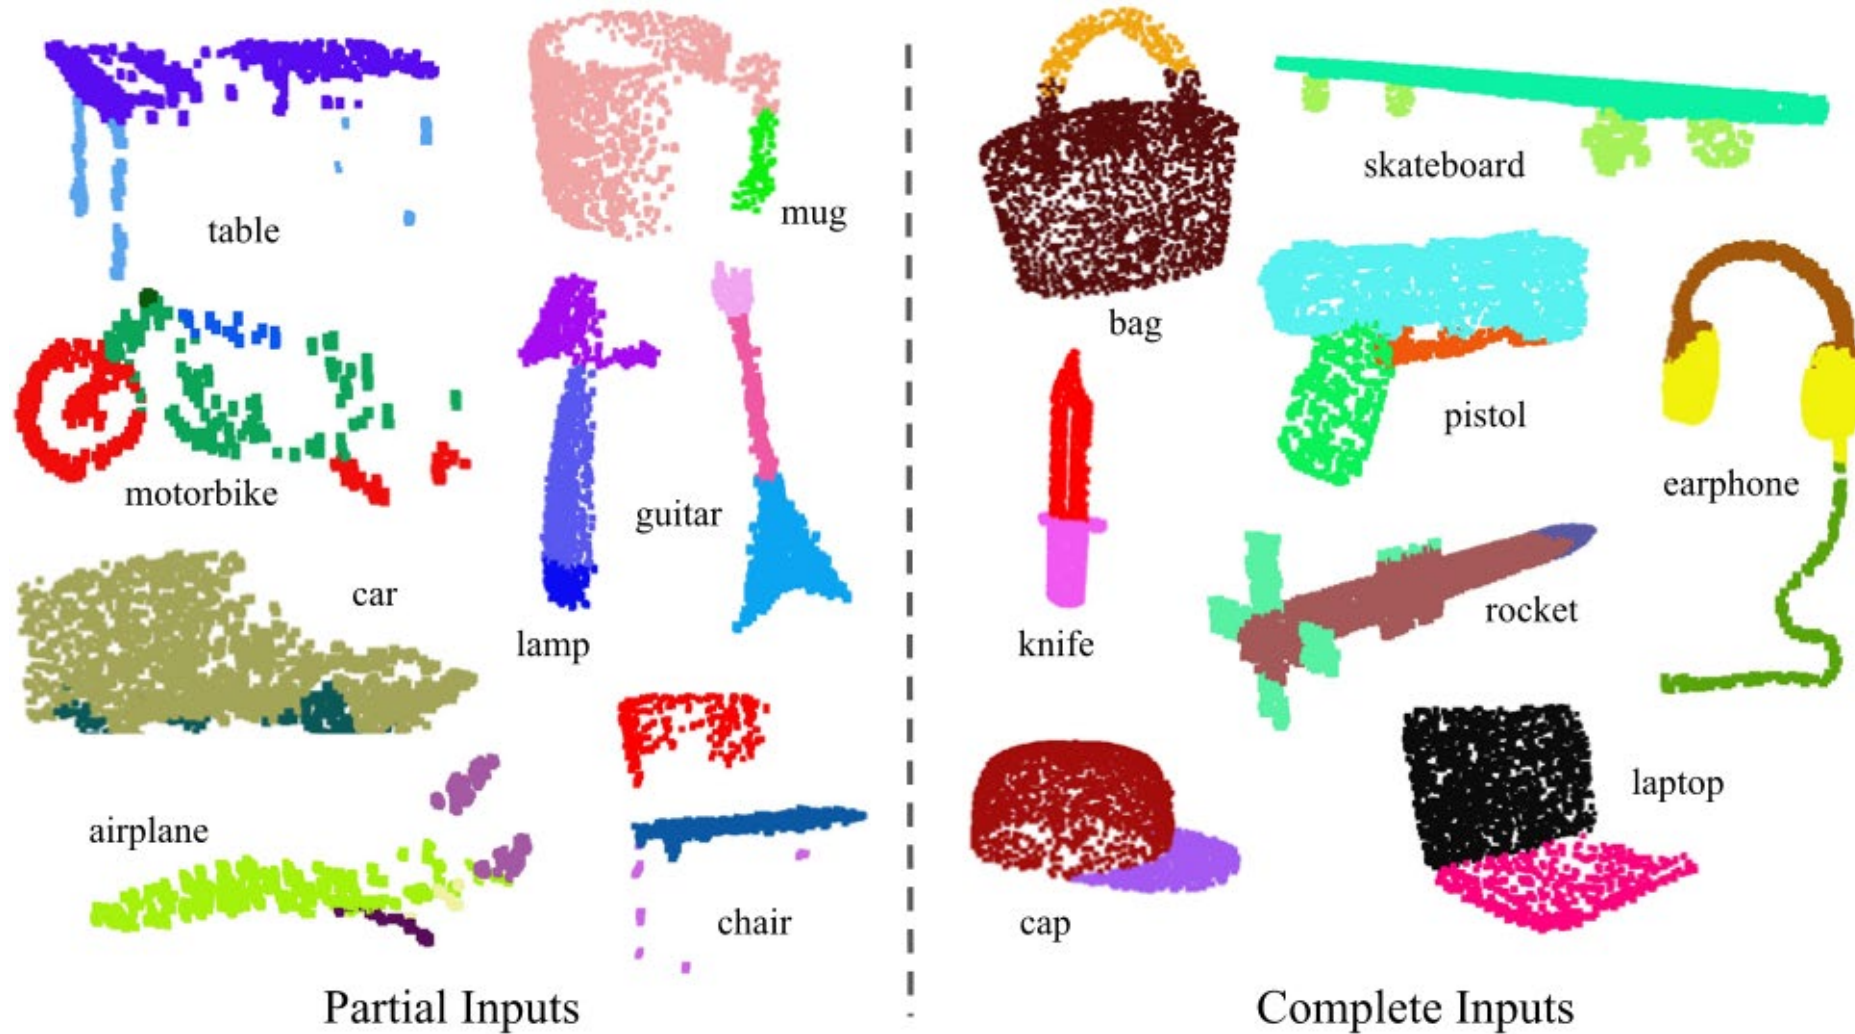 table
mug
motorbike
guitar
car
lamp
airplane
chair
Partial Inputs
skateboard
bag
pistol
earphone
knife
rocket
laptop
cap
Complete Inputs